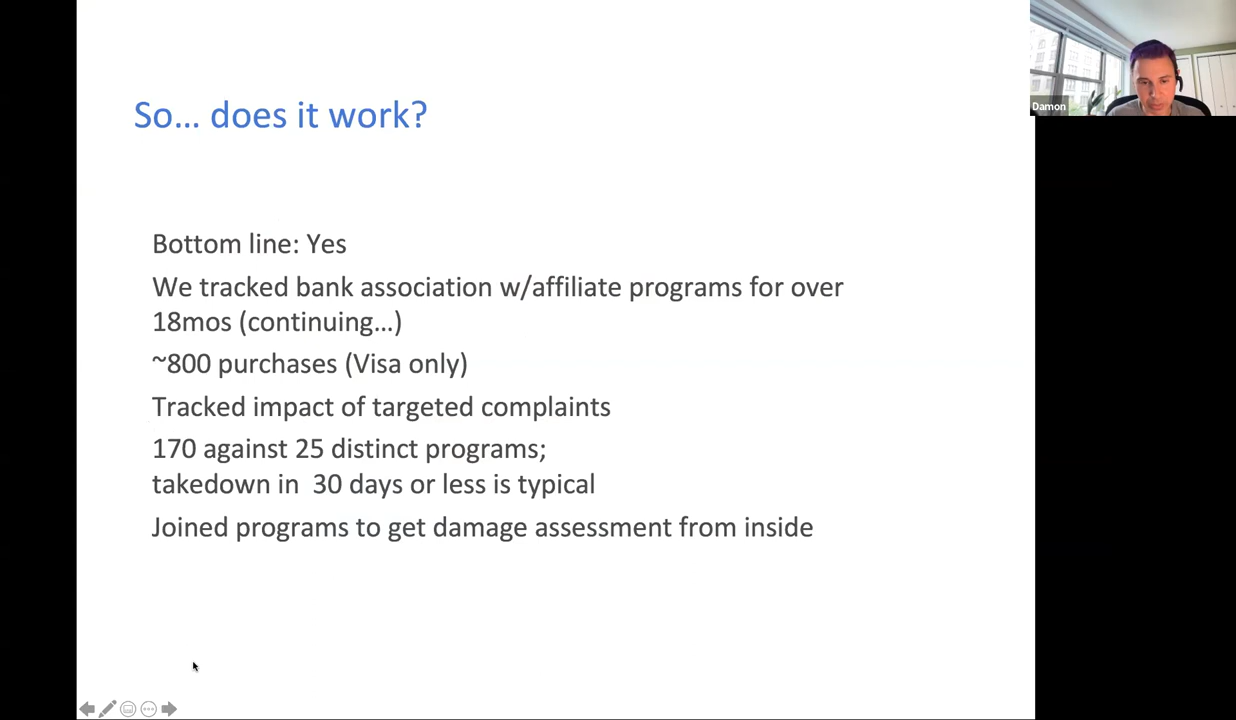 So... does it work?
Bottom line: Yes
We tracked bank association w/affiliate programs for over
18mos (continuing...)
~800 purchases (Visa only)
Tracked impact of targeted complaints
170 against 25 distinct programs;
takedown in 30 days or less is typical
Joined programs to get damage assessment from inside
Damon